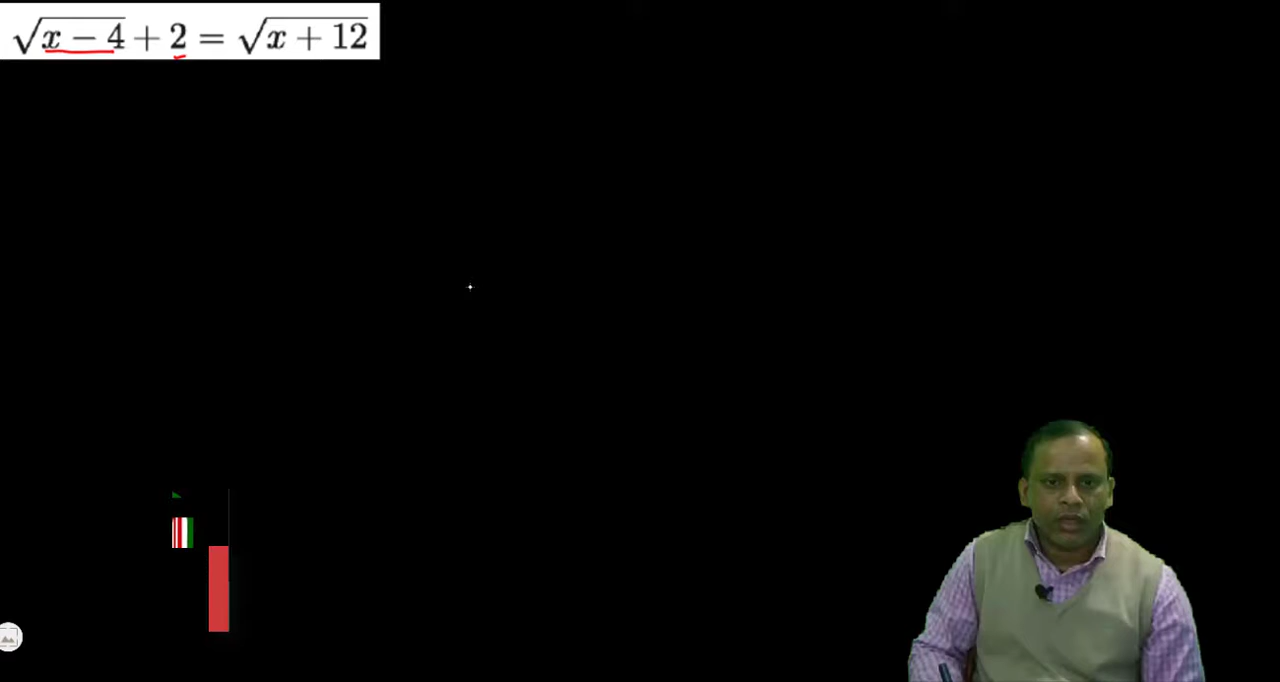 √(x − 4) + 2 = √(x + 12)